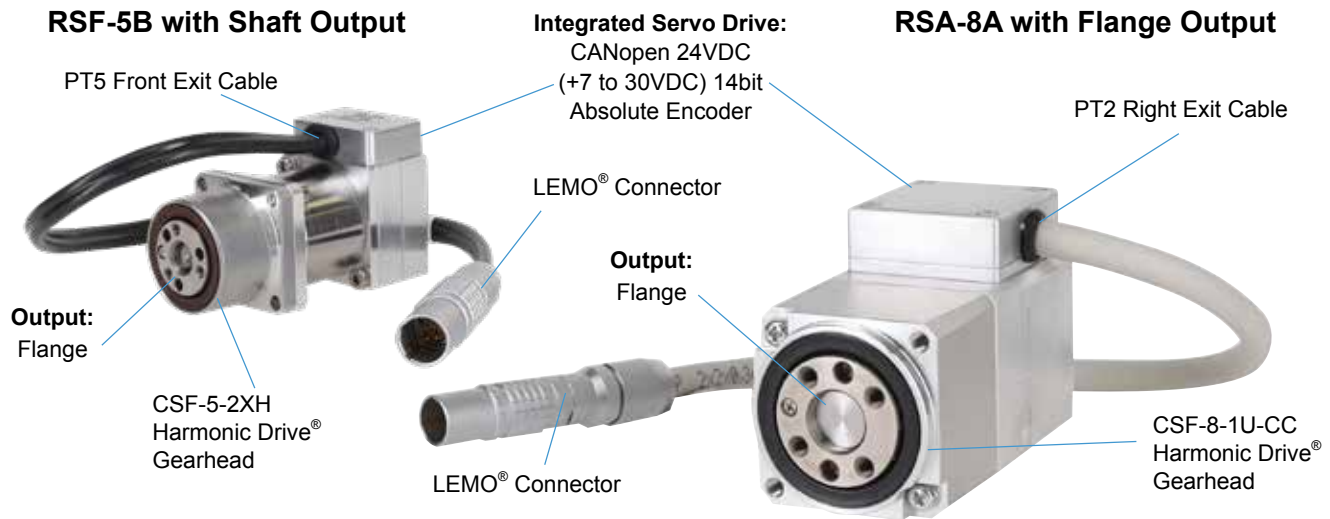 RSF-5B with Shaft Output
PT5 Front Exit Cable
Integrated Servo Drive:
CANopen 24VDC
(+7 to 30VDC) 14bit
Absolute Encoder
RSA-8A with Flange Output
PT2 Right Exit Cable
LEMO® Connector
Output:
Flange
Output:
Flange
CSF-5-2XH
Harmonic Drive®
Gearhead
LEMO® Connector
CSF-8-1U-CC
Harmonic Drive®
Gearhead